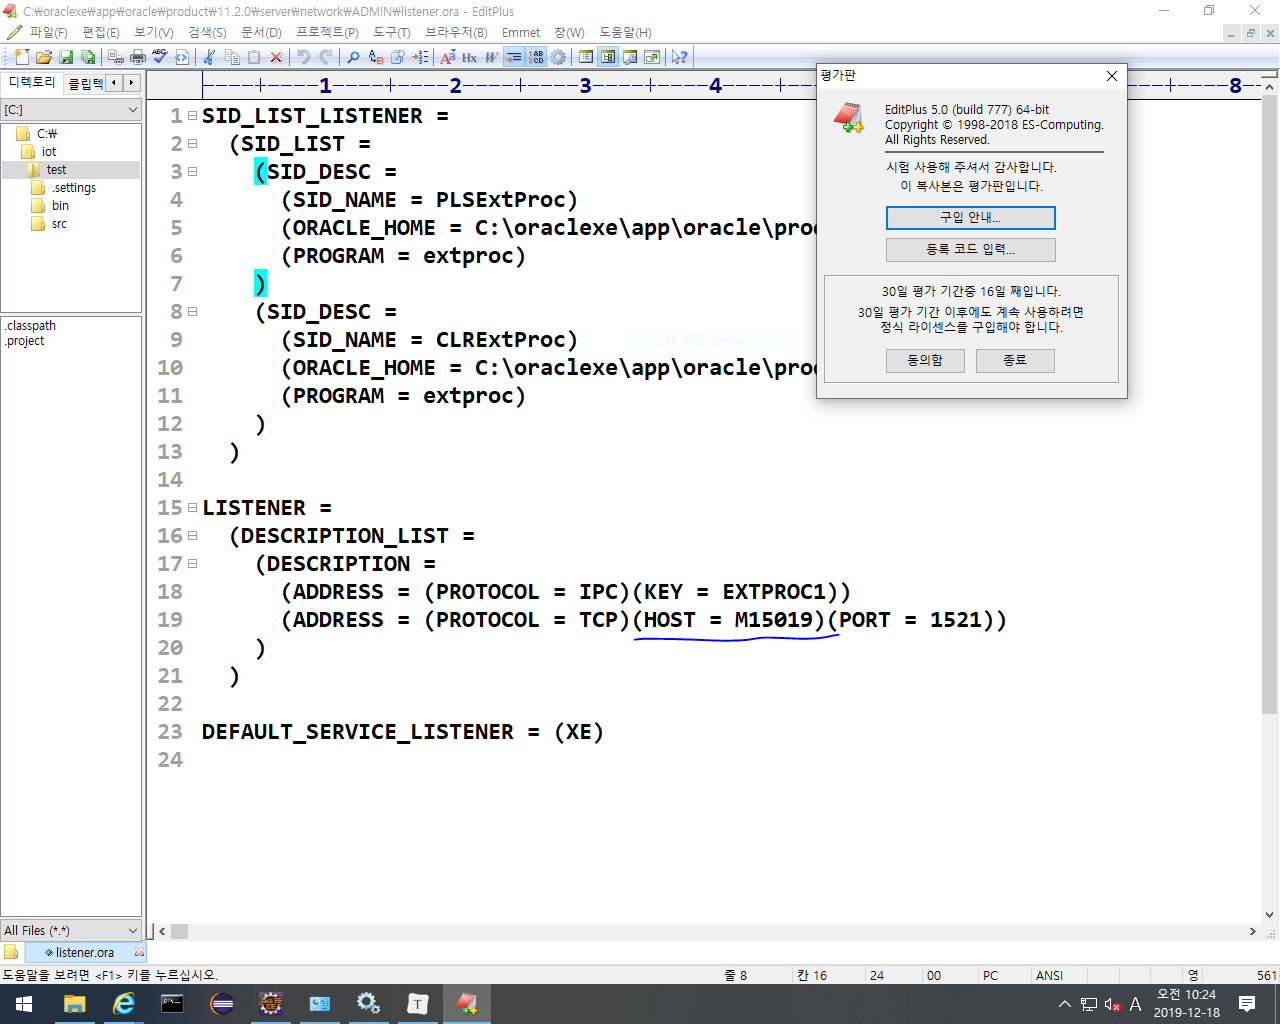 C:₩oraclexe₩app₩oracle₩product₩11.2.0₩server₩network₩ADMIN₩listener.ora - EditPlus
파일(F) 편집(E) 보기(V) 검색(S) 문서(D) 프로젝트(P) 도구(T) 브라우저(B) Emmet 창(W) 도움말(H)
디렉토리 클립텍
[C:]
C:₩
iot
test
.settings
bin
src
.classpath
.project
All Files (*.*)
----+----1----+----2----+----3----+----4----+ + 8
1 SID_LIST_LISTENER =
2 (SID_LIST =
3 (SID_DESC =
4 (SID_NAME = PLSExtProc)
5 (ORACLE_HOME = C:\oraclexe\app\oracle\pro
6 (PROGRAM = extproc)
7 )
8 (SID_DESC =
9 (SID_NAME = CLRExtProc)
10 (ORACLE_HOME = C:\oraclexe\app\oracle\pro
11 (PROGRAM = extproc)
12 )
13 )
14
15 LISTENER =
16 (DESCRIPTION_LIST =
17 (DESCRIPTION =
18 (ADDRESS = (PROTOCOL = IPC)(KEY = EXTPROC1))
19 (ADDRESS = (PROTOCOL = TCP)(HOST = M15019)(PORT = 1521))
20 )
21 )
22
23 DEFAULT_SERVICE_LISTENER = (XE)
24
평가판
EditPlus 5.0 (build 777) 64-bit
Copyright © 1998-2018 ES-Computing.
All Rights Reserved.
시험 사용해 주셔서 감사합니다.
이 복사본은 평가판입니다.
구입 안내...
등록 코드 입력...
30일 평가 기간중 16일 째입니다.
30일 평가 기간 이후에도 계속 사용하려면
정식 라이센스를 구입해야 합니다.
동의함 종료
listener.ora
도움말을 보려면 <F1> 키를 누르십시오. 줄 8 칸 16 24 00 PC ANSI 영 561
A 오전 10:24
2019-12-18